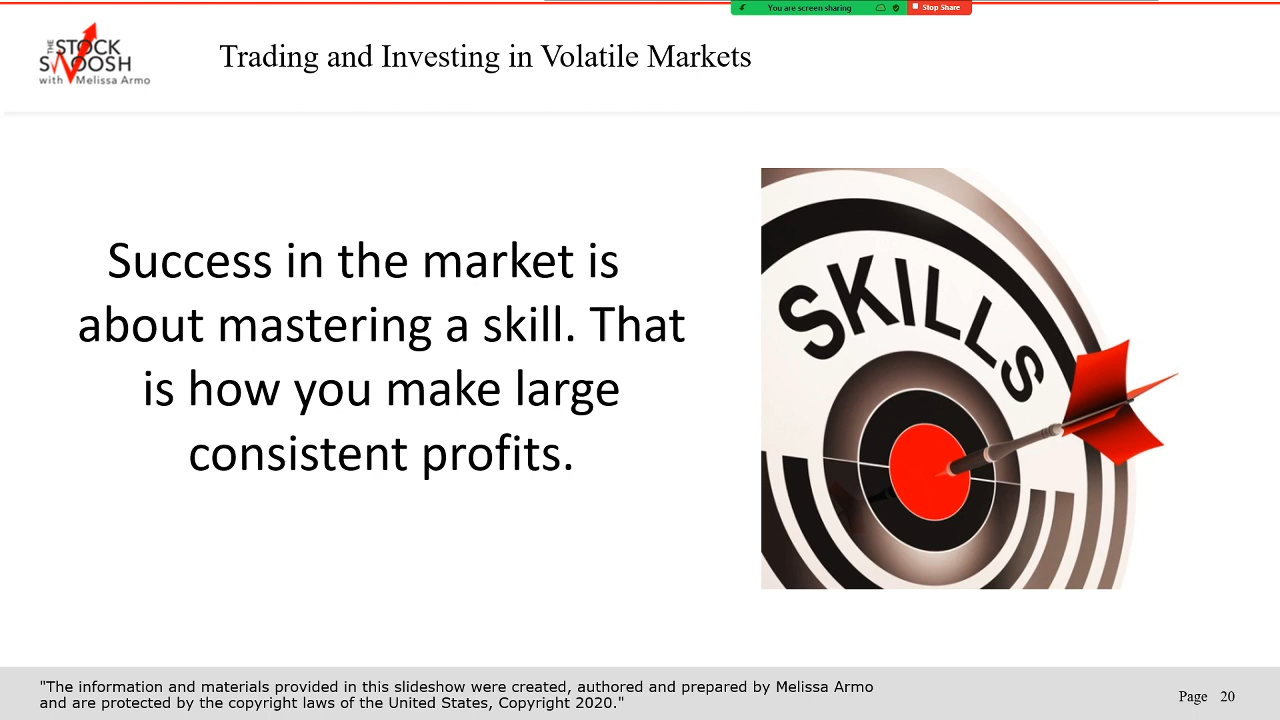 You are screen sharing
Stop Share
THE
STOCK
SWOOSH
with Melissa Armo
Trading and Investing in Volatile Markets
Success in the market is
about mastering a skill. That
is how you make large
consistent profits.
SKILLS
"The information and materials provided in this slideshow were created, authored and prepared by Melissa Armo
and are protected by the copyright laws of the United States, Copyright 2020."
Page 20